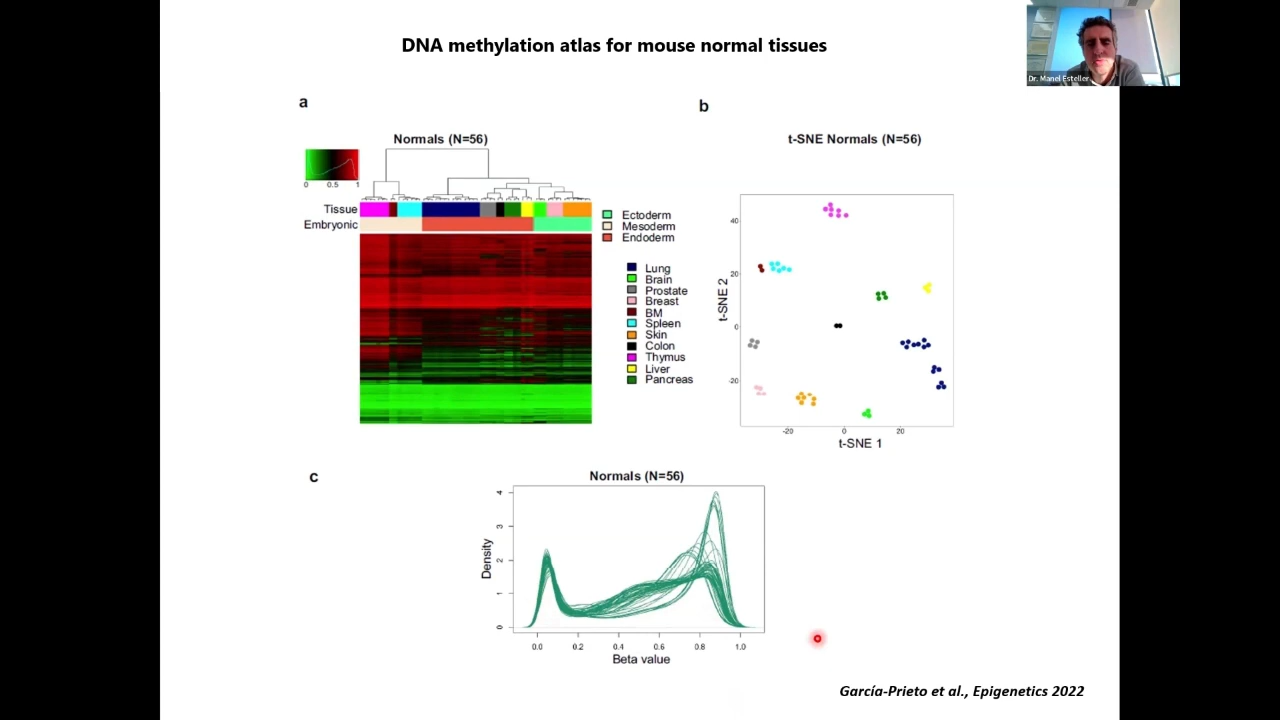 DNA methylation atlas for mouse normal tissues
Dr. Manel Esteller
a
Normals (N=56)
0 0.5 1
Tissue
Embryonic
Ectoderm
Mesoderm
Endoderm
Lung
Brain
Prostate
Breast
BM
Spleen
Skin
Colon
Thymus
Liver
Pancreas
b
t-SNE Normals (N=56)
40
20
0
-20
t-SNE 2
-20 0 20
t-SNE 1
c
Normals (N=56)
4
3
2
1
0
Density
0.0 0.2 0.4 0.6 0.8 1.0
Beta value
García-Prieto et al., Epigenetics 2022